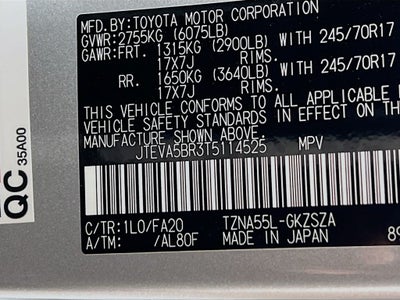 MFD.BY:TOYOTA MOTOR CORPORATION
GVWR:2755KG (6075LB)
GAWR:FRT. 1315KG (2900LB) WITH 245/70R17
17X7J RIMS.
RR. 1650KG (3640LB) WITH 245/70R17
17X7J RIMS.
THIS VEHICLE CONFORMS TO ALL APPLICABLE
VEHICLE SAFETY STANDARDS IN EFFECT ON THE
MANUFACTURE SHOWN ABOVE.
JTEVA5BR3T5114525 MPV
C/TR:1L0/FA20 TZNA55L-GKZSZA
A/TM: /AL80F MADE IN JAPAN 89
QC
35A00